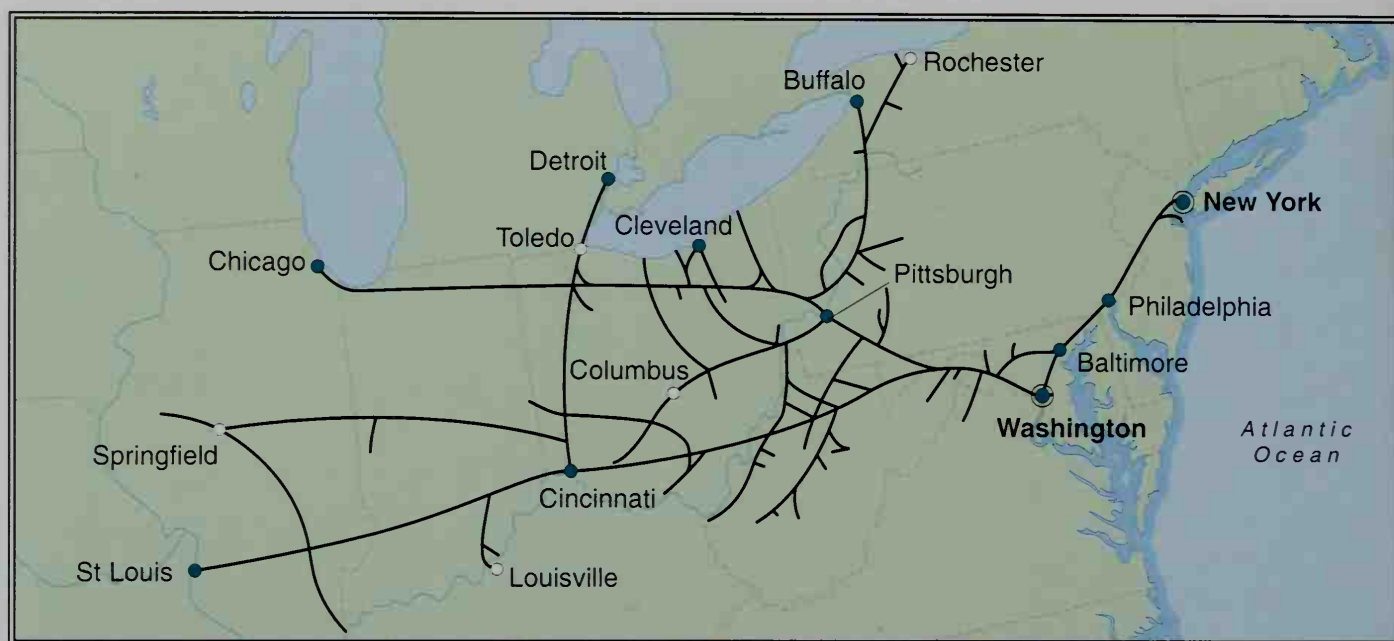 Rochester
Buffalo
Detroit
New York
Cleveland
Toledo
Chicago
Pittsburgh
Philadelphia
Baltimore
Columbus
Washington
Atlantic
Ocean
Springfield
Cincinnati
St Louis
Louisville